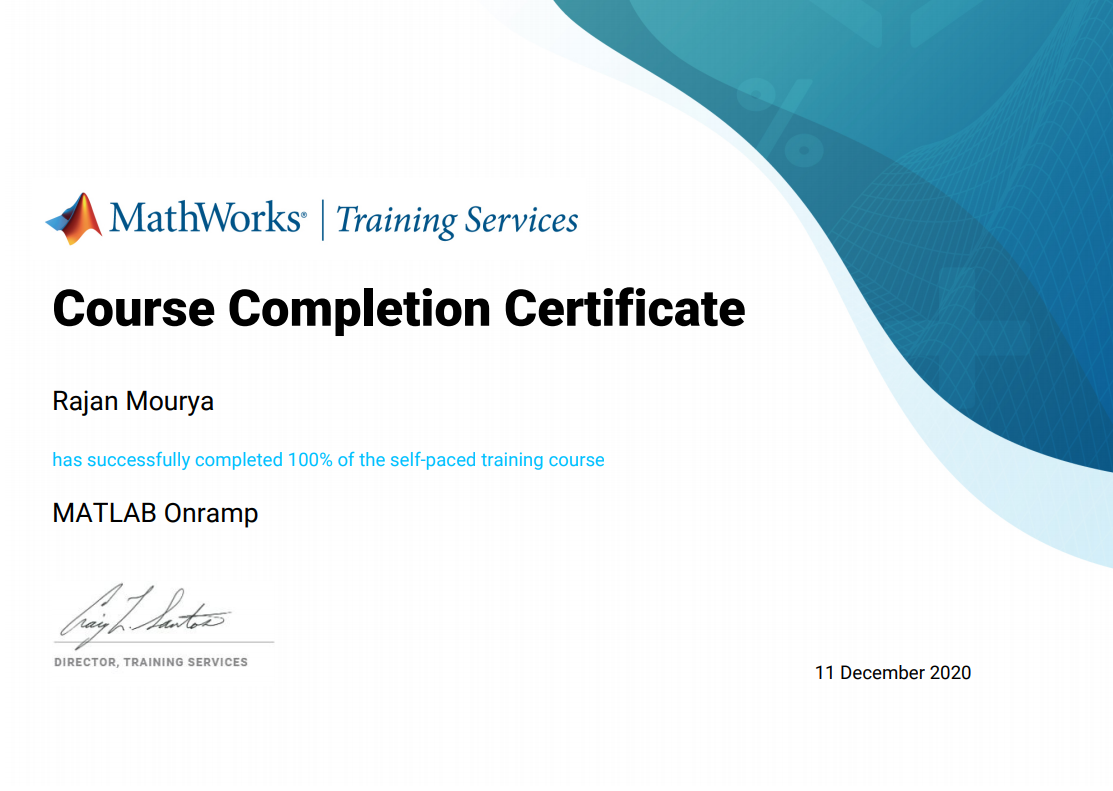 MathWorks® | Training Services
Course Completion Certificate
Rajan Mourya
has successfully completed 100% of the self-paced training course
MATLAB Onramp
Craig L. Santos
DIRECTOR, TRAINING SERVICES
11 December 2020